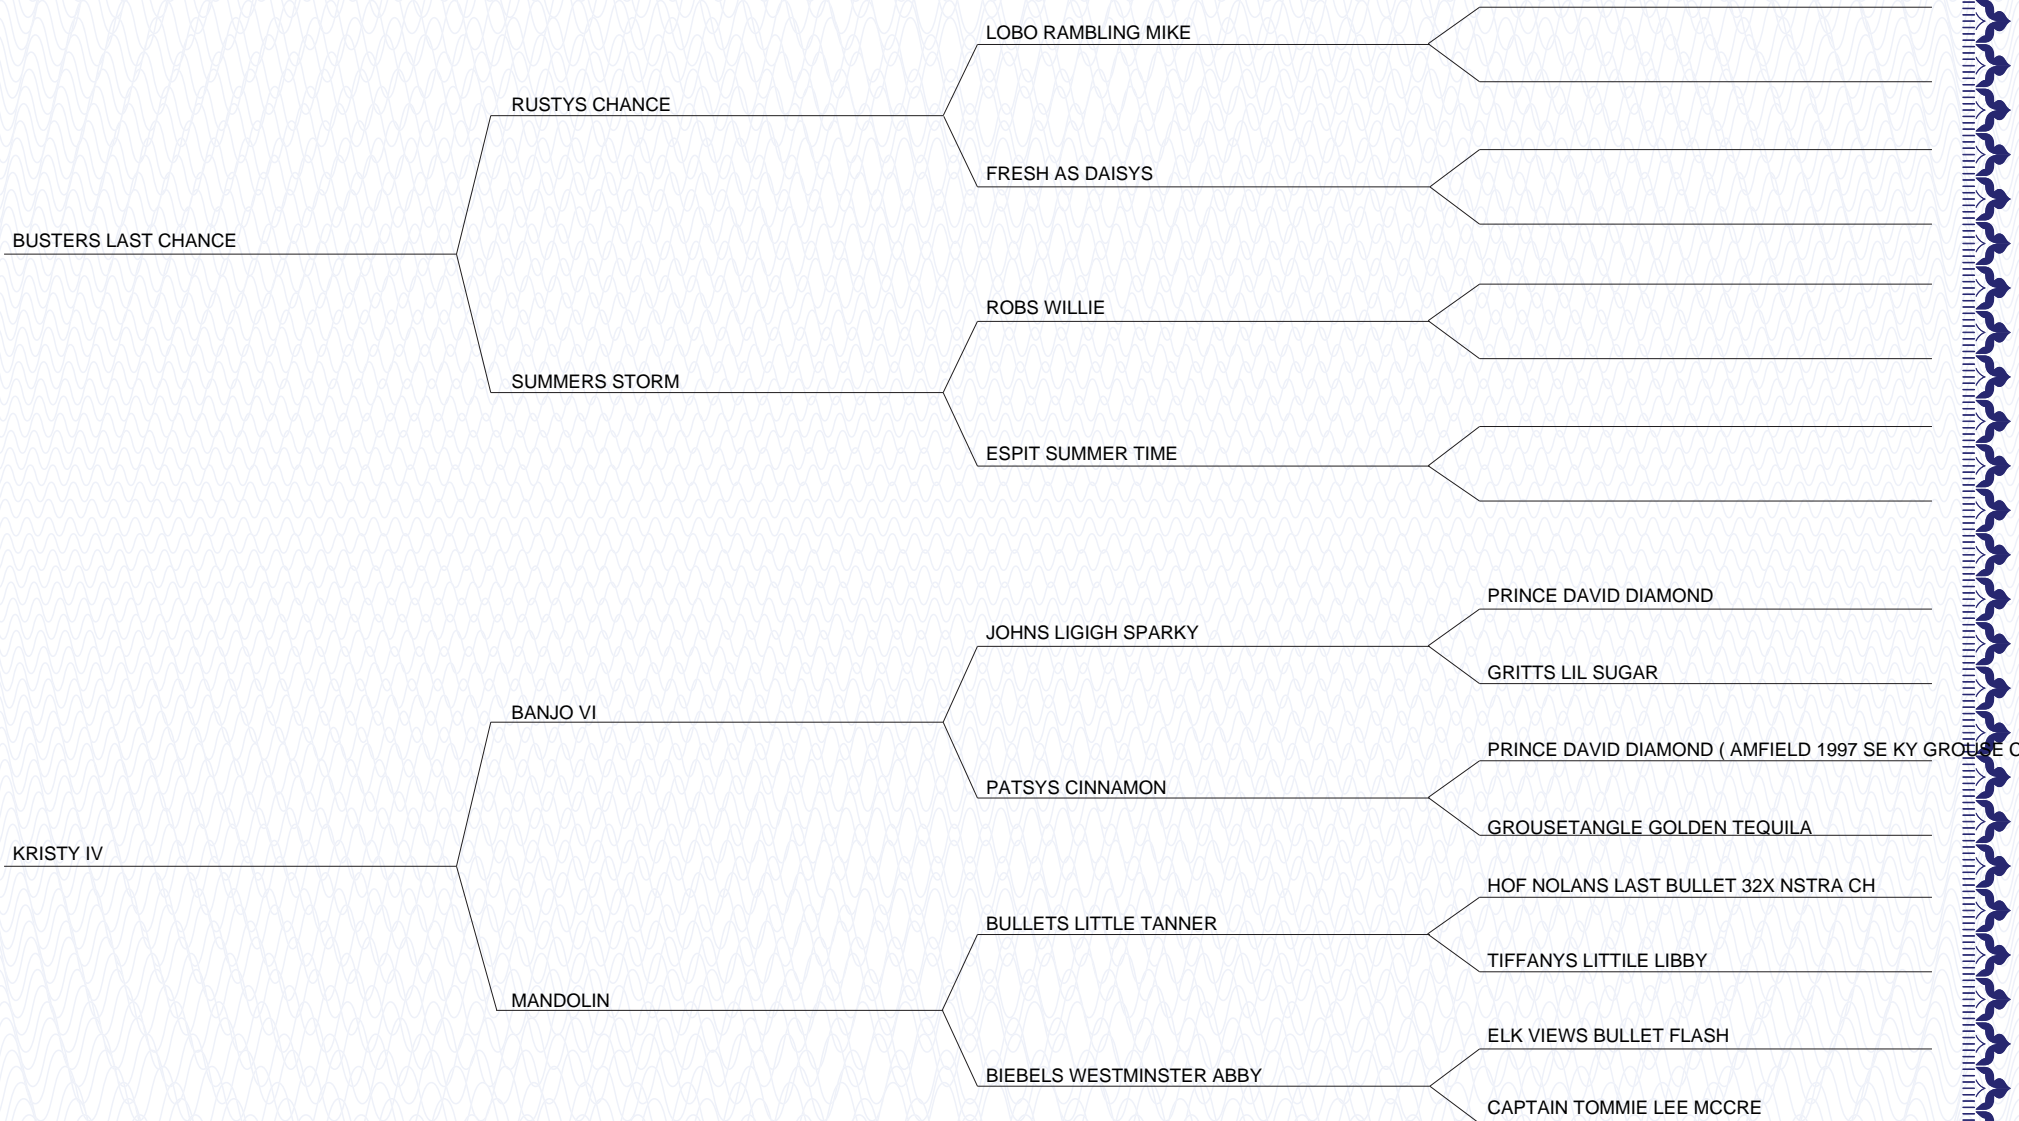 LOBO RAMBLING MIKE
RUSTYS CHANCE
FRESH AS DAISYS
BUSTERS LAST CHANCE
ROBS WILLIE
SUMMERS STORM
ESPIT SUMMER TIME
PRINCE DAVID DIAMOND
JOHNS LIGIGH SPARKY
GRITTS LIL SUGAR
BANJO VI
PRINCE DAVID DIAMOND ( AMFIELD 1997 SE KY GROUSE C
PATSYS CINNAMON
GROUSETANGLE GOLDEN TEQUILA
KRISTY IV
HOF NOLANS LAST BULLET 32X NSTRA CH
BULLETS LITTLE TANNER
TIFFANYS LITTILE LIBBY
MANDOLIN
ELK VIEWS BULLET FLASH
BIEBELS WESTMINSTER ABBY
CAPTAIN TOMMIE LEE MCCRE